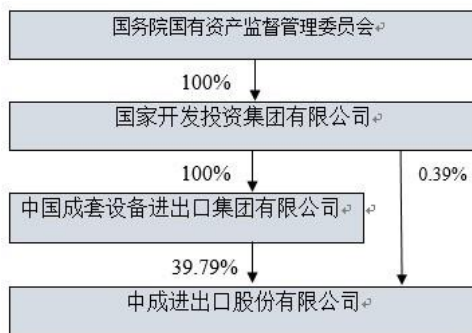 国务院国有资产监督管理委员会
100%
国家开发投资集团有限公司
100%
0.39%
中国成套设备进出口集团有限公司
39.79%
中成进出口股份有限公司